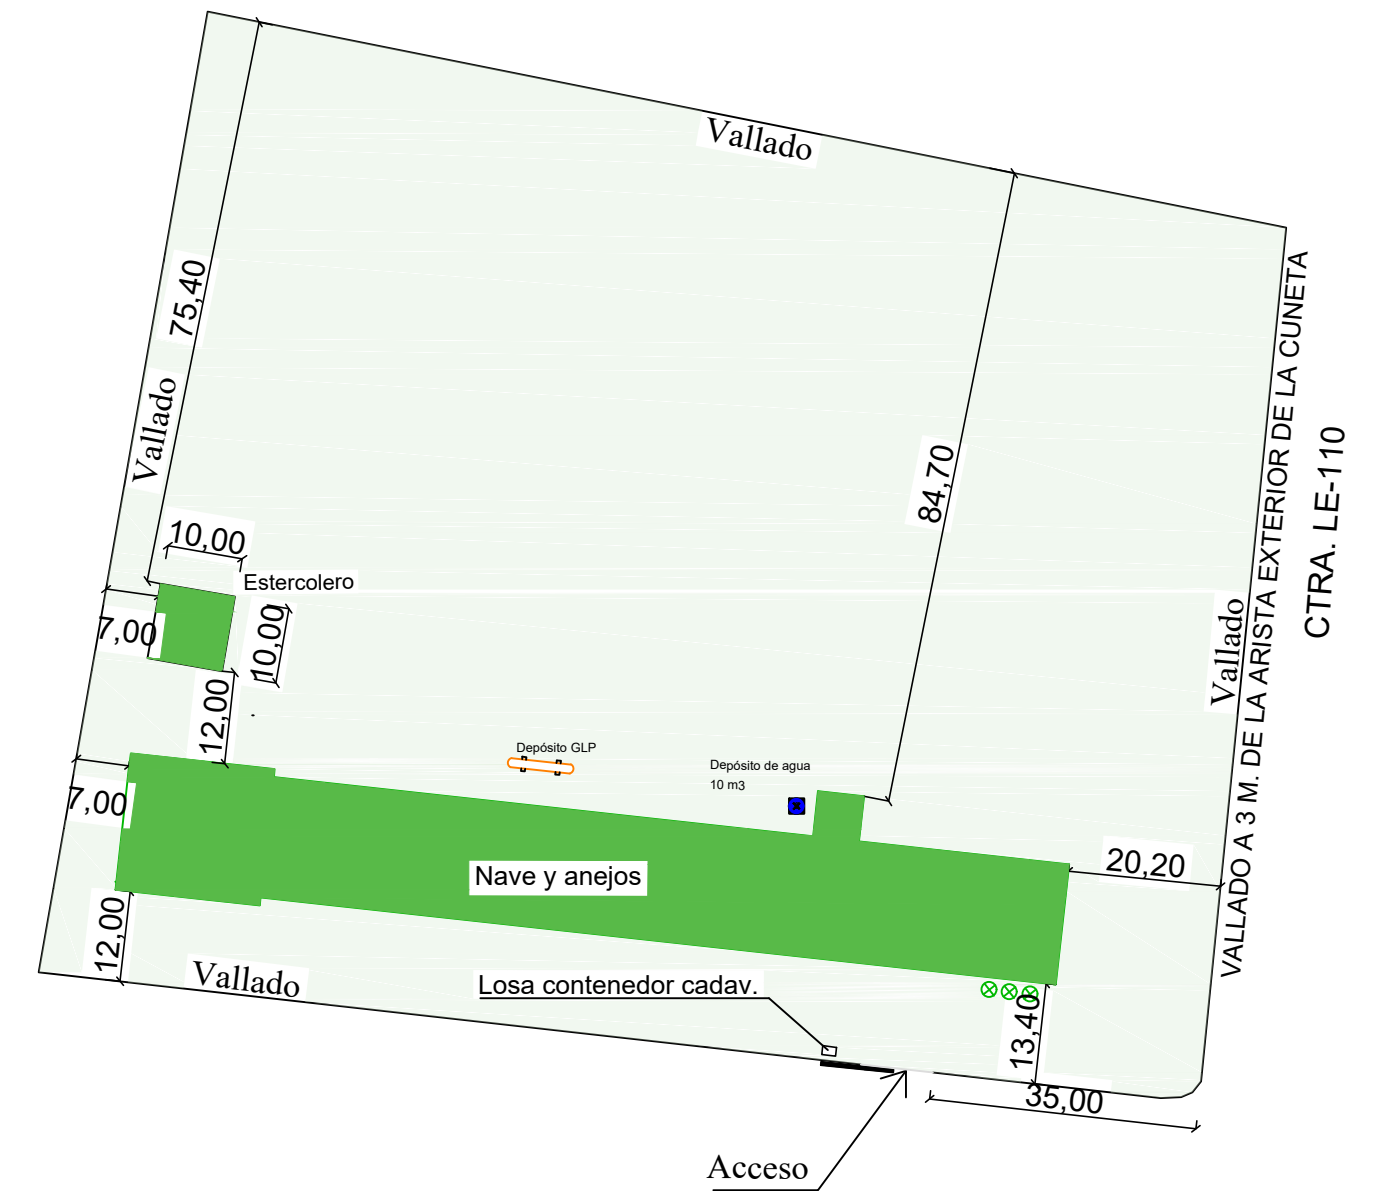 Vallado
75,40
VALLADO A 3 M. DE LA ARISTA EXTERIOR DE LA CUNETA
CTRA. LE-110
Vallado
84,70
10,00
Estercolero
7,00
10,00
Vallado
12,00
Depósito GLP
Depósito de agua
10 m3
7,00
20,20
Nave y anejos
12,00
Vallado
Losa contenedor cadav.
13,40
35,00
Acceso